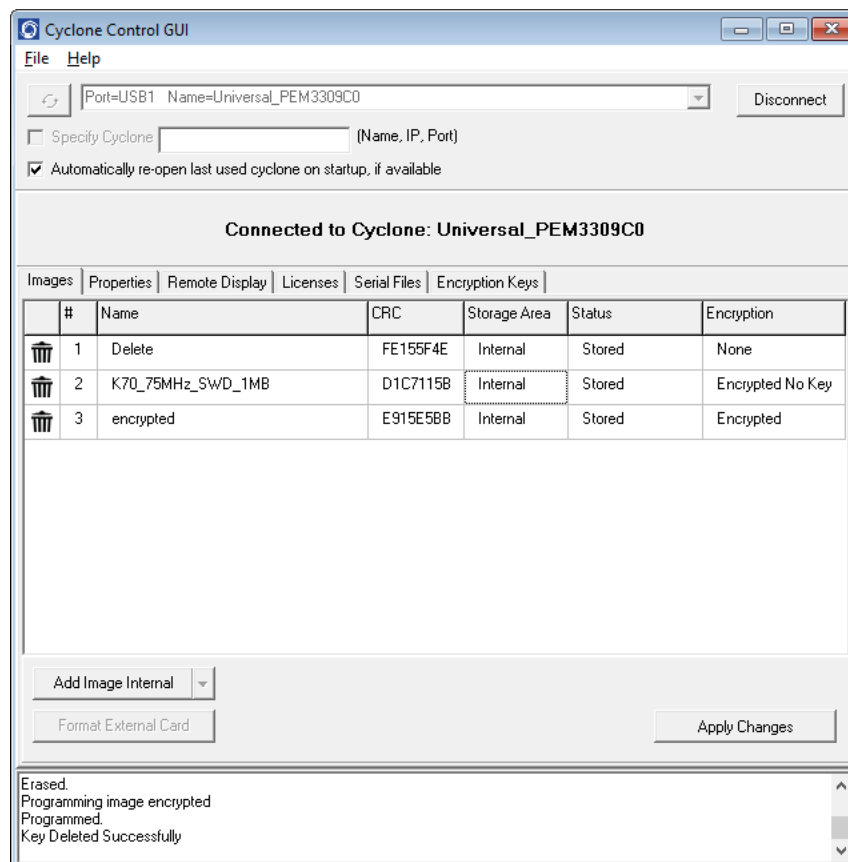 Cyclone Control GUI
File Help
Port=USB1 Name=Universal_PEM3309C0
Disconnect
Specify Cyclone (Name, IP, Port)
Automatically re-open last used cyclone on startup, if available
Connected to Cyclone: Universal_PEM3309C0
Images Properties Remote Display Licenses Serial Files Encryption Keys
# Name CRC Storage Area Status Encryption
1 Delete FE155F4E Internal Stored None
2 K70_75MHz_SWD_1MB D1C7115B Internal Stored Encrypted No Key
3 encrypted E915E5BB Internal Stored Encrypted
Add Image Internal
Format External Card
Apply Changes
Erased.
Programming image encrypted
Programmed.
Key Deleted Successfully